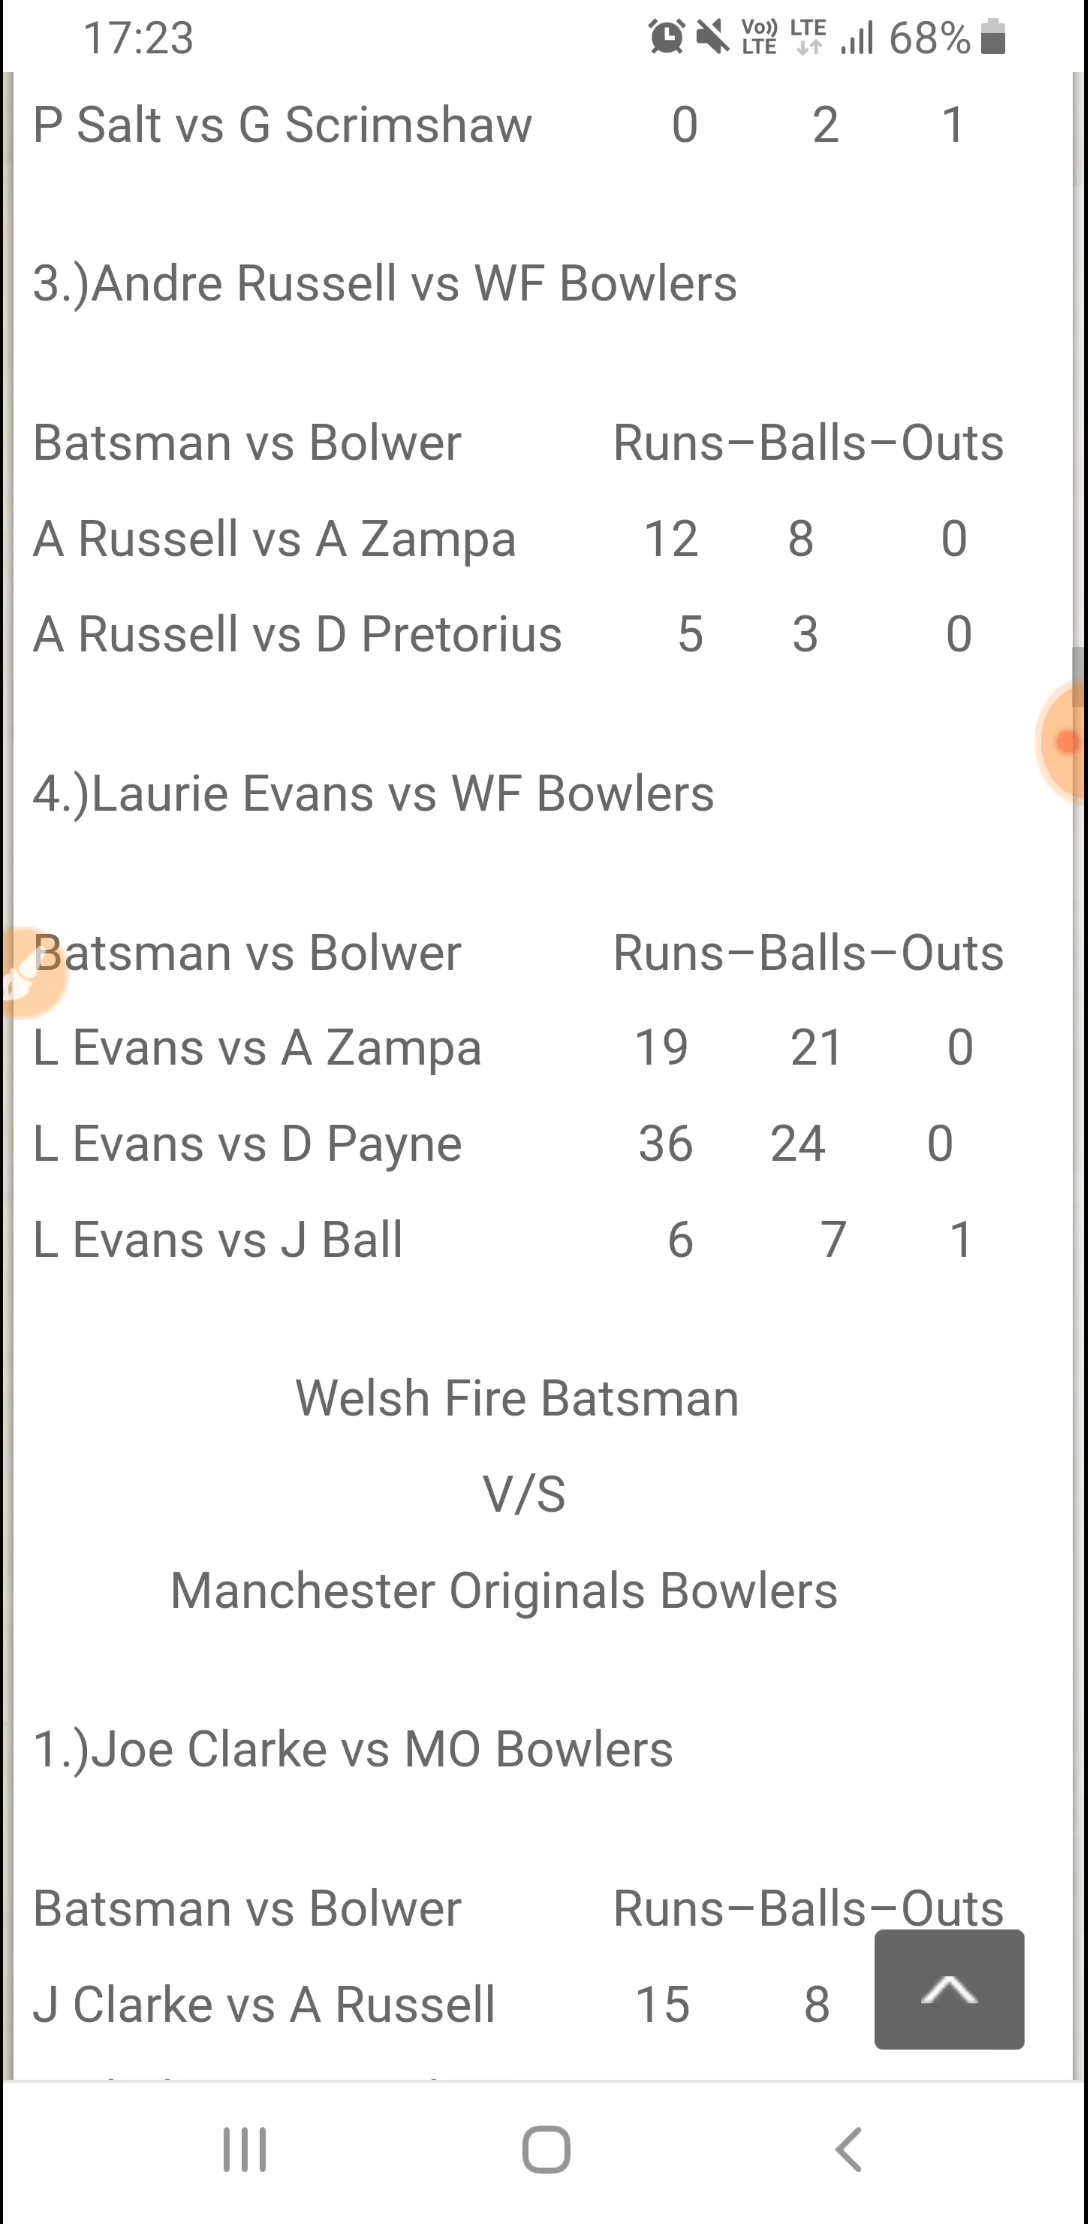 17:23 Vo)) LTE LTE 68%
P Salt vs G Scrimshaw 0 2 1
3.)Andre Russell vs WF Bowlers
Batsman vs Bolwer Runs-Balls-Outs
A Russell vs A Zampa 12 8 0
A Russell vs D Pretorius 5 3 0
4.)Laurie Evans vs WF Bowlers
Batsman vs Bolwer Runs-Balls-Outs
L Evans vs A Zampa 19 21 0
L Evans vs D Payne 36 24 0
L Evans vs J Ball 6 7 1
Welsh Fire Batsman
V/S
Manchester Originals Bowlers
1.)Joe Clarke vs MO Bowlers
Batsman vs Bolwer Runs-Balls-Outs
J Clarke vs A Russell 15 8